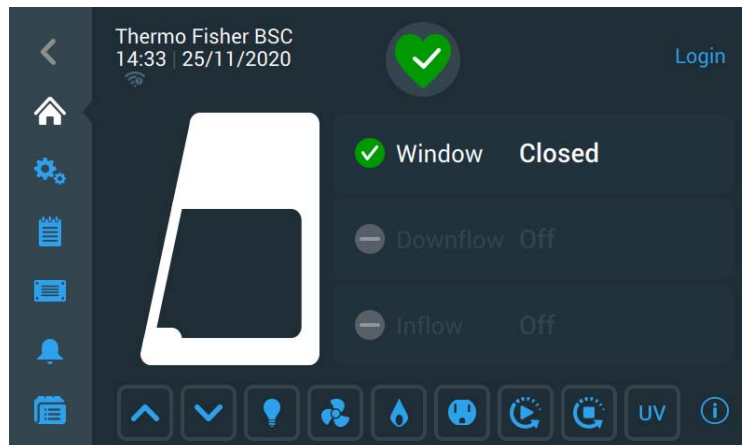 Thermo Fisher BSC
14:33 | 25/11/2020
Login
Window Closed
Downflow Off
Inflow Off
UV